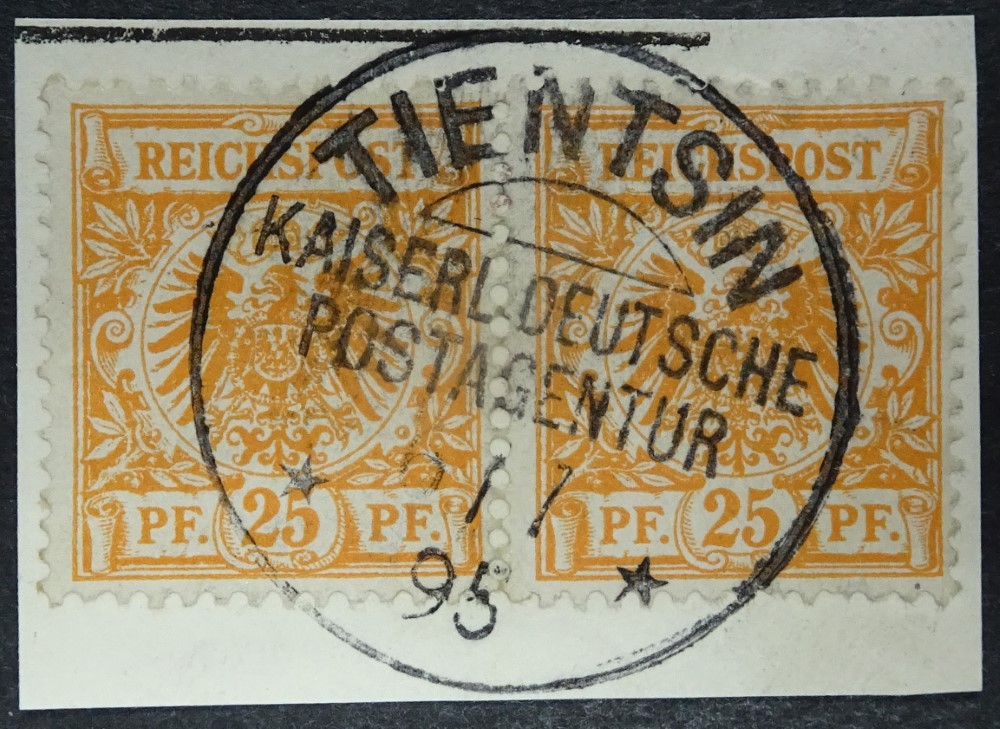 REICHSPOST REICHSPOST
PF. 25 PF. PF. 25 PF.
TIENTSIN
KAISERL. DEUTSCHE
POSTAGENTUR
95